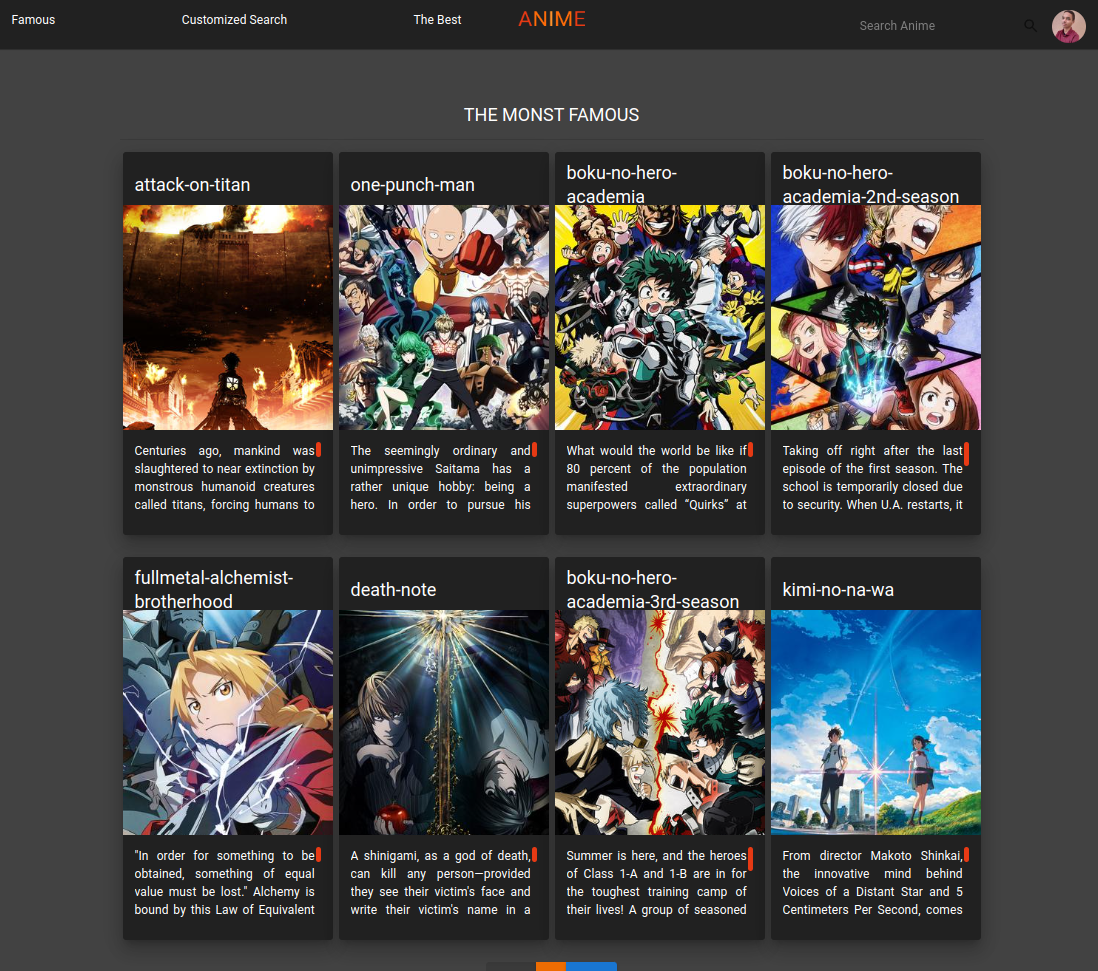 Famous
Customized Search
The Best
ANIME
Search Anime
THE MONST FAMOUS
attack-on-titan
Centuries ago, mankind was
slaughtered to near extinction by
monstrous humanoid creatures
called titans, forcing humans to
one-punch-man
The seemingly ordinary and
unimpressive Saitama has a
rather unique hobby: being a
hero. In order to pursue his
boku-no-hero-
academia
What would the world be like if
80 percent of the population
manifested extraordinary
superpowers called “Quirks” at
boku-no-hero-
academia-2nd-season
Taking off right after the last
episode of the first season. The
school is temporarily closed due
to security. When U.A. restarts, it
fullmetal-alchemist-
brotherhood
"In order for something to be
obtained, something of equal
value must be lost." Alchemy is
bound by this Law of Equivalent
death-note
A shinigami, as a god of death,
can kill any person—provided
they see their victim's face and
write their victim's name in a
boku-no-hero-
academia-3rd-season
Summer is here, and the heroes
of Class 1-A and 1-B are in for
the toughest training camp of
their lives! A group of seasoned
kimi-no-na-wa
From director Makoto Shinkai,
the innovative mind behind
Voices of a Distant Star and 5
Centimeters Per Second, comes